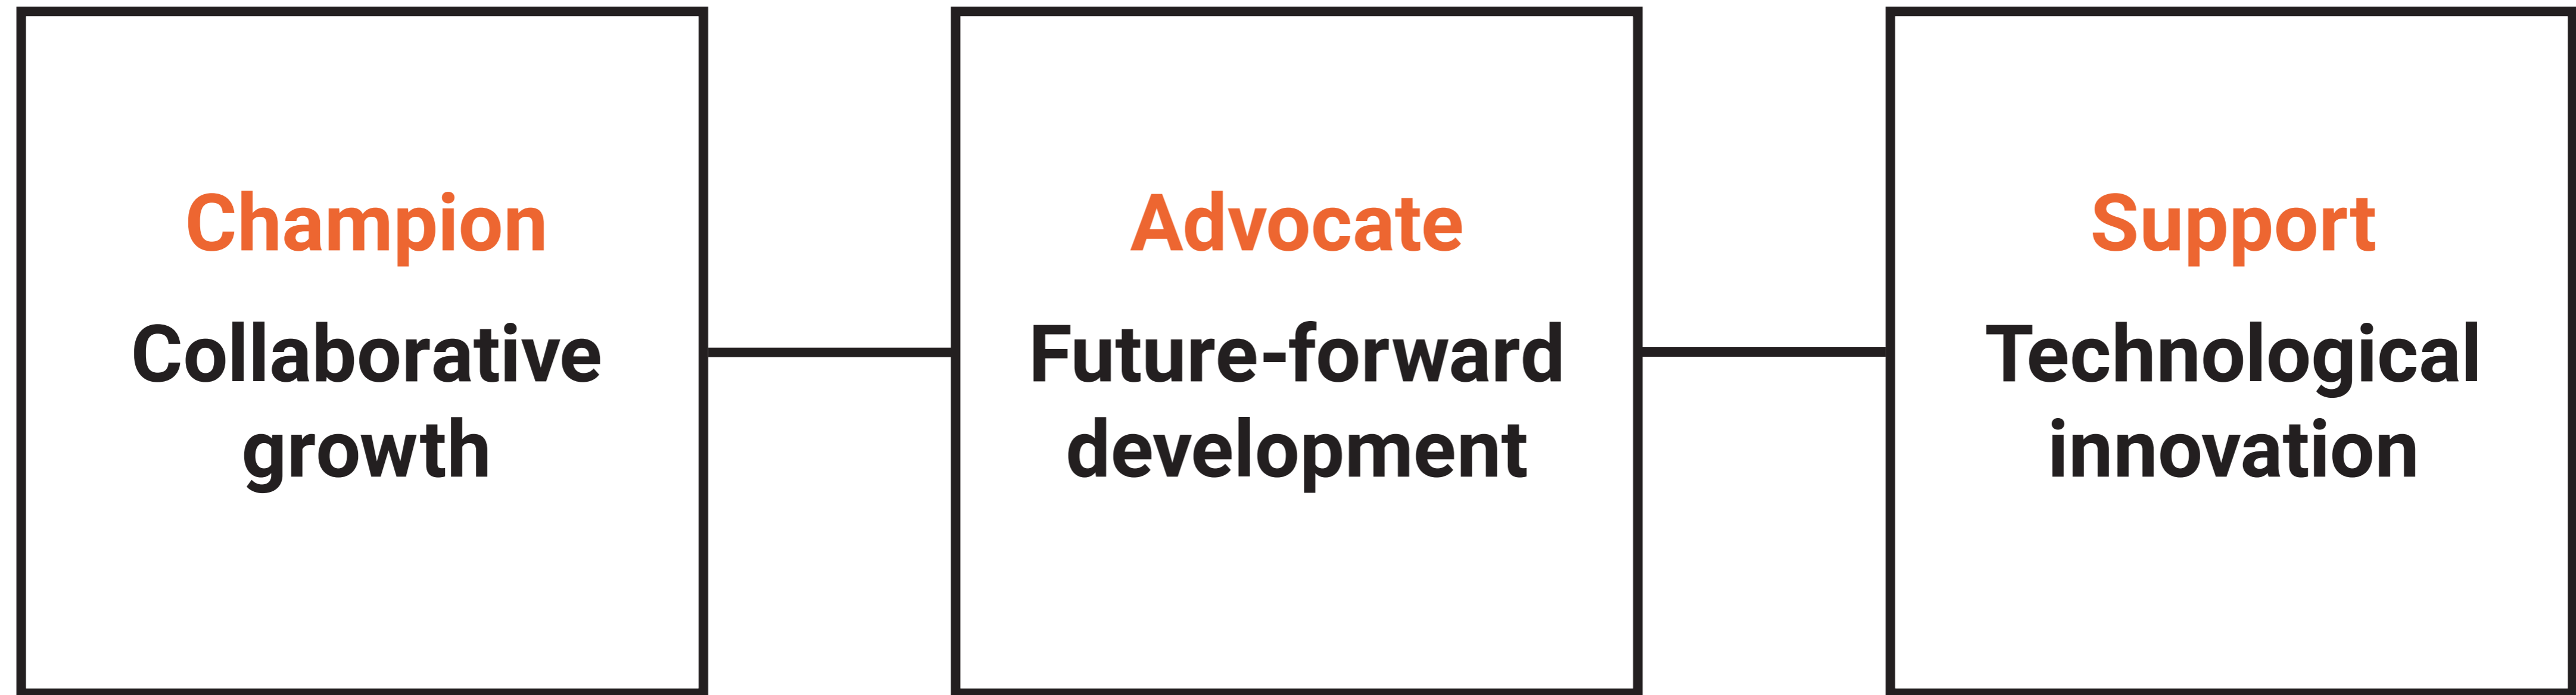 Champion
Collaborative
growth
Advocate
Future-forward
development
Support
Technological
innovation